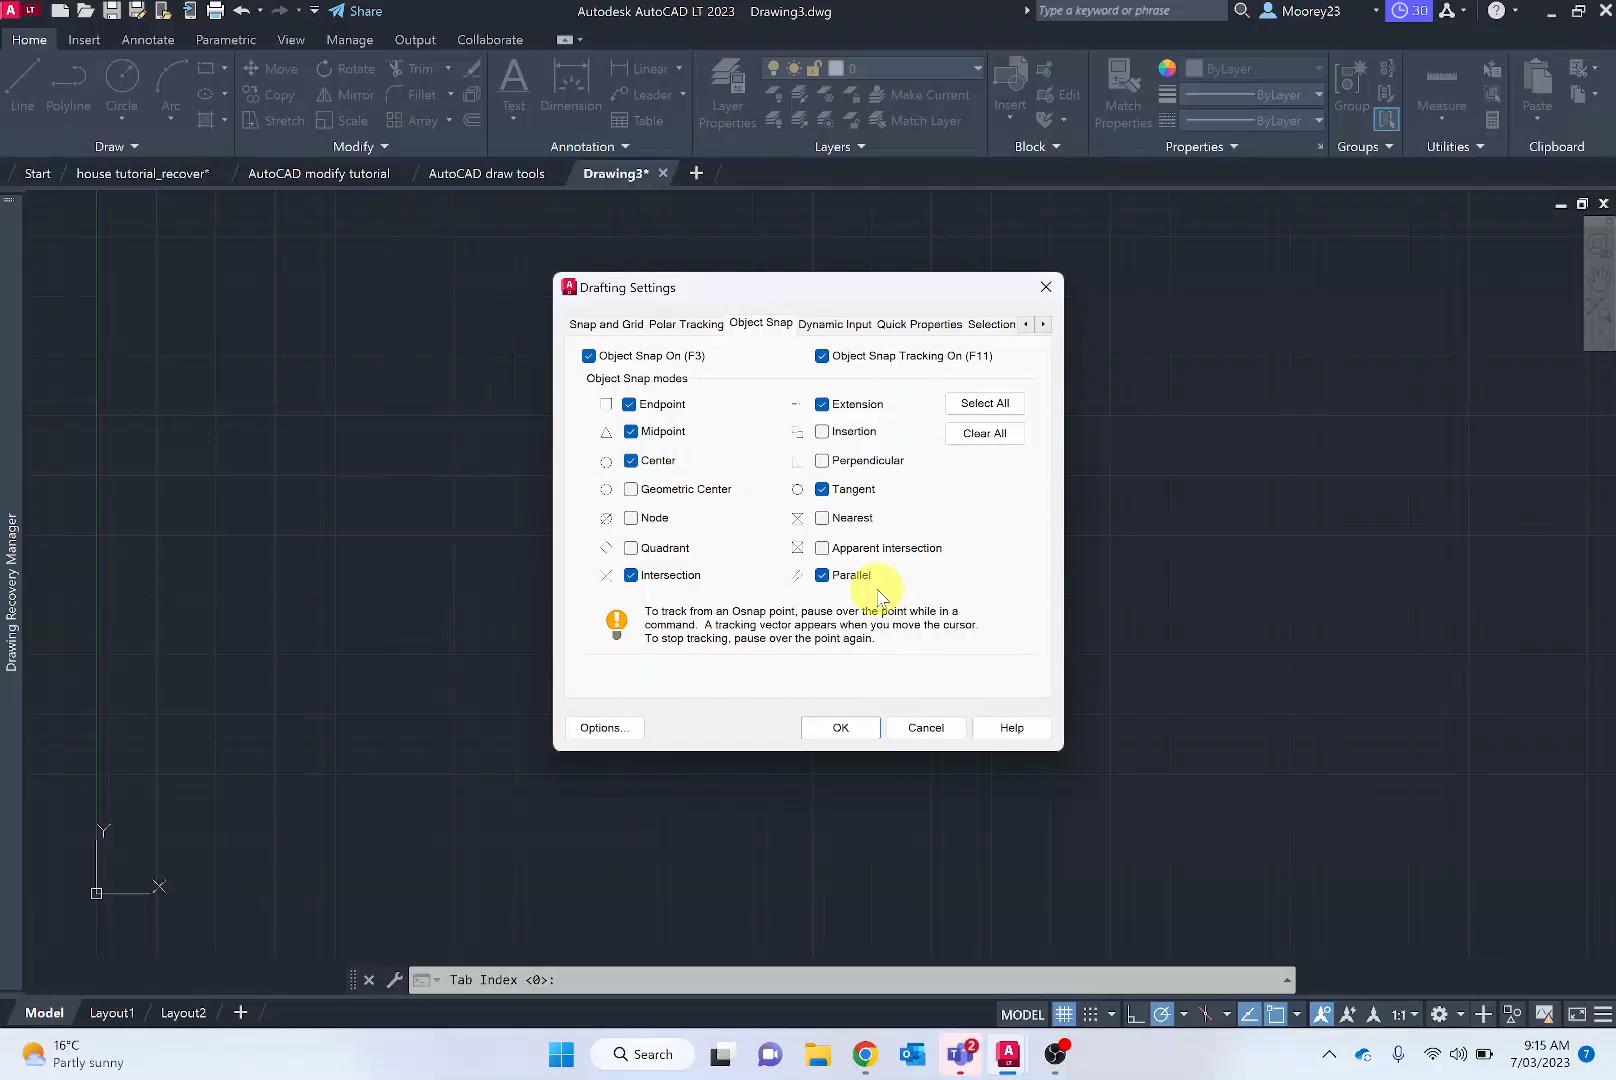 A LT
Share
Autodesk AutoCAD LT 2023 Drawing3.dwg
Type a keyword or phrase
Moorey23
30
Home Insert Annotate Parametric View Manage Output Collaborate
Line Polyline Circle Arc
Move Rotate Trim
Copy Mirror Fillet
Stretch Scale Array
Text Dimension
Linear
Leader
Table
Layer
Properties
0
Make Current
Match Layer
Insert
Edit
Match
Properties
ByLayer
ByLayer
ByLayer
Group
Measure
Paste
Draw Modify Annotation Layers Block Properties Groups Utilities Clipboard
Start house tutorial_recover* AutoCAD modify tutorial AutoCAD draw tools Drawing3*
Drawing Recovery Manager
Drafting Settings
Snap and Grid Polar Tracking Object Snap Dynamic Input Quick Properties Selection
Object Snap On (F3) Object Snap Tracking On (F11)
Object Snap modes
Endpoint Extension Select All
Midpoint Insertion Clear All
Center Perpendicular
Geometric Center Tangent
Node Nearest
Quadrant Apparent intersection
Intersection Parallel
To track from an Osnap point, pause over the point while in a
command. A tracking vector appears when you move the cursor.
To stop tracking, pause over the point again.
Options... OK Cancel Help
Y
X
Tab Index <0>:
Model Layout1 Layout2
MODEL 1:1
16°C
Partly sunny
Search
2
A LT
9:15 AM
7/03/2023
7